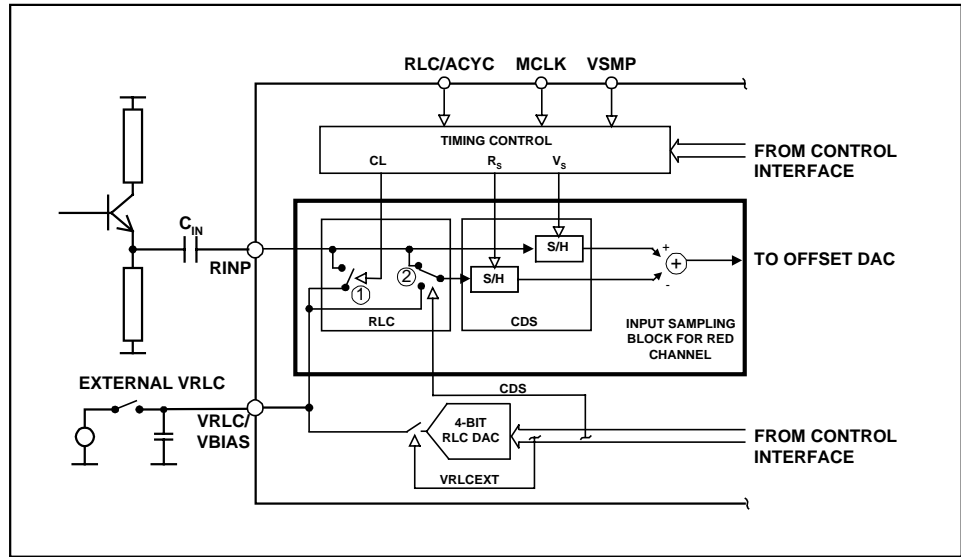 RLC/ACYC MCLK VSMP
TIMING CONTROL
CL RS VS
FROM CONTROL
INTERFACE
CIN
RINP
1
2
S/H
S/H
+
+
-
TO OFFSET DAC
RLC
CDS
INPUT SAMPLING
BLOCK FOR RED
CHANNEL
EXTERNAL VRLC
CDS
VRLC/
VBIAS
4-BIT
RLC DAC
FROM CONTROL
INTERFACE
VRLCEXT